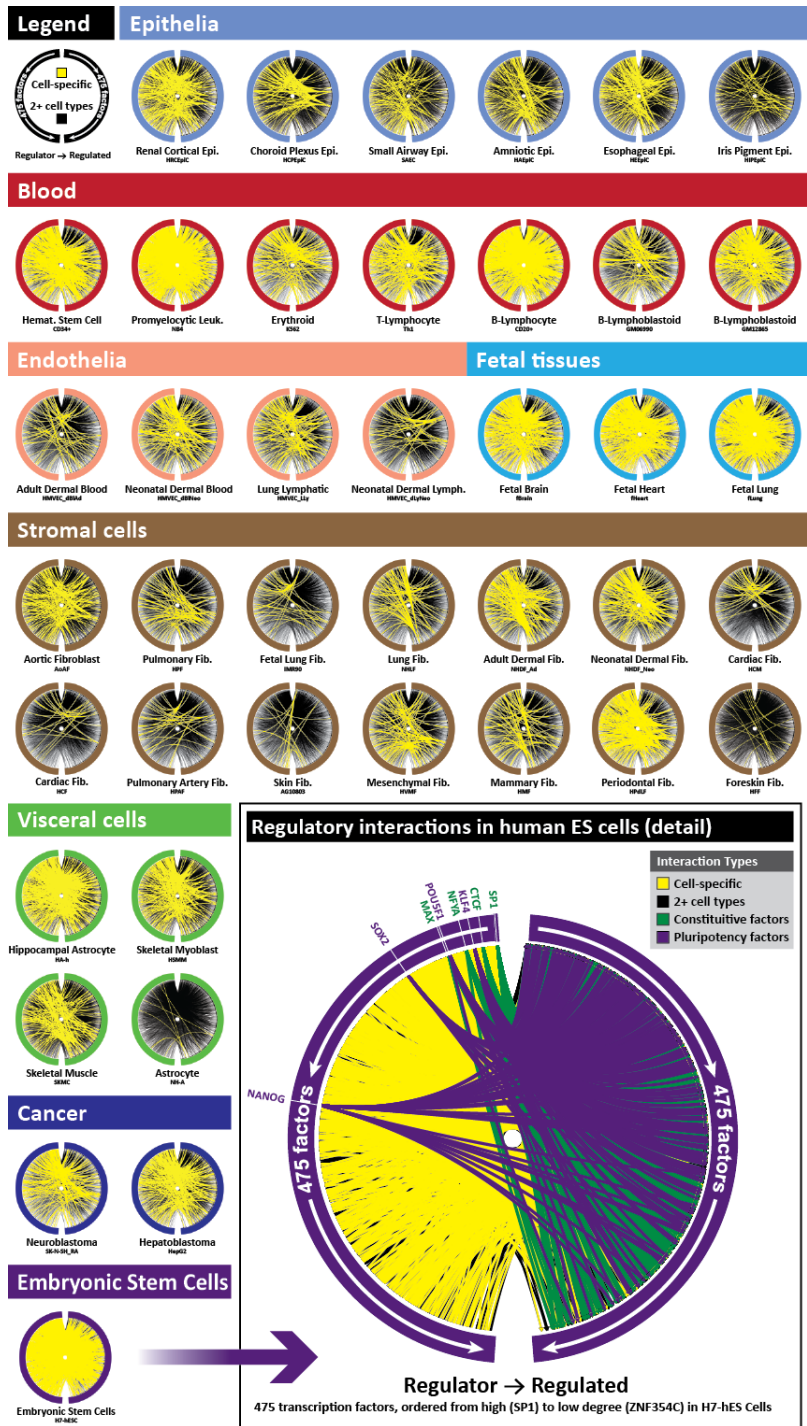 Legend
Epithelia
475 factors
475 factors
Cell-specific
2+ cell types
Regulator → Regulated
Renal Cortical Epi.
HRCEpiC
Choroid Plexus Epi.
HCPEpiC
Small Airway Epi.
SAEC
Amniotic Epi.
HAEpiC
Esophageal Epi.
HEEpiC
Iris Pigment Epi.
HIPEpiC
Blood
Hemat. Stem Cell
CD34+
Promyelocytic Leuk.
NB4
Erythroid
K562
T-Lymphocyte
Th1
B-Lymphocyte
CD20+
B-Lymphoblastoid
GM06990
B-Lymphoblastoid
GM12865
Endothelia
Fetal tissues
Adult Dermal Blood
HMVEC_dBlAd
Neonatal Dermal Blood
HMVEC_dBlNeo
Lung Lymphatic
HMVEC_LLy
Neonatal Dermal Lymph.
HMVEC_dLyNeo
Fetal Brain
fBrain
Fetal Heart
fHeart
Fetal Lung
fLung
Stromal cells
Aortic Fibroblast
AoAF
Pulmonary Fib.
HPF
Fetal Lung Fib.
IMR90
Lung Fib.
NHLF
Adult Dermal Fib.
NHDF_Ad
Neonatal Dermal Fib.
NHDF_Neo
Cardiac Fib.
HCM
Cardiac Fib.
HCF
Pulmonary Artery Fib.
HPAF
Skin Fib.
AG10803
Mesenchymal Fib.
HVMF
Mammary Fib.
HMF
Periodontal Fib.
HPdLF
Foreskin Fib.
HFF
Visceral cells
Hippocampal Astrocyte
HA-h
Skeletal Myoblast
HSMM
Skeletal Muscle
SKMC
Astrocyte
NH-A
Cancer
Neuroblastoma
SK-N-SH_RA
Hepatoblastoma
HepG2
Embryonic Stem Cells
Embryonic Stem Cells
H7-hESC
Regulatory interactions in human ES cells (detail)
Interaction Types
Cell-specific
2+ cell types
Constituitive factors
Pluripotency factors
NANOG
SOX2
POU5F1
MAX
NFYA
KLF4
CTCF
SP1
475 factors
475 factors
Regulator → Regulated
475 transcription factors, ordered from high (SP1) to low degree (ZNF354C) in H7-hES Cells